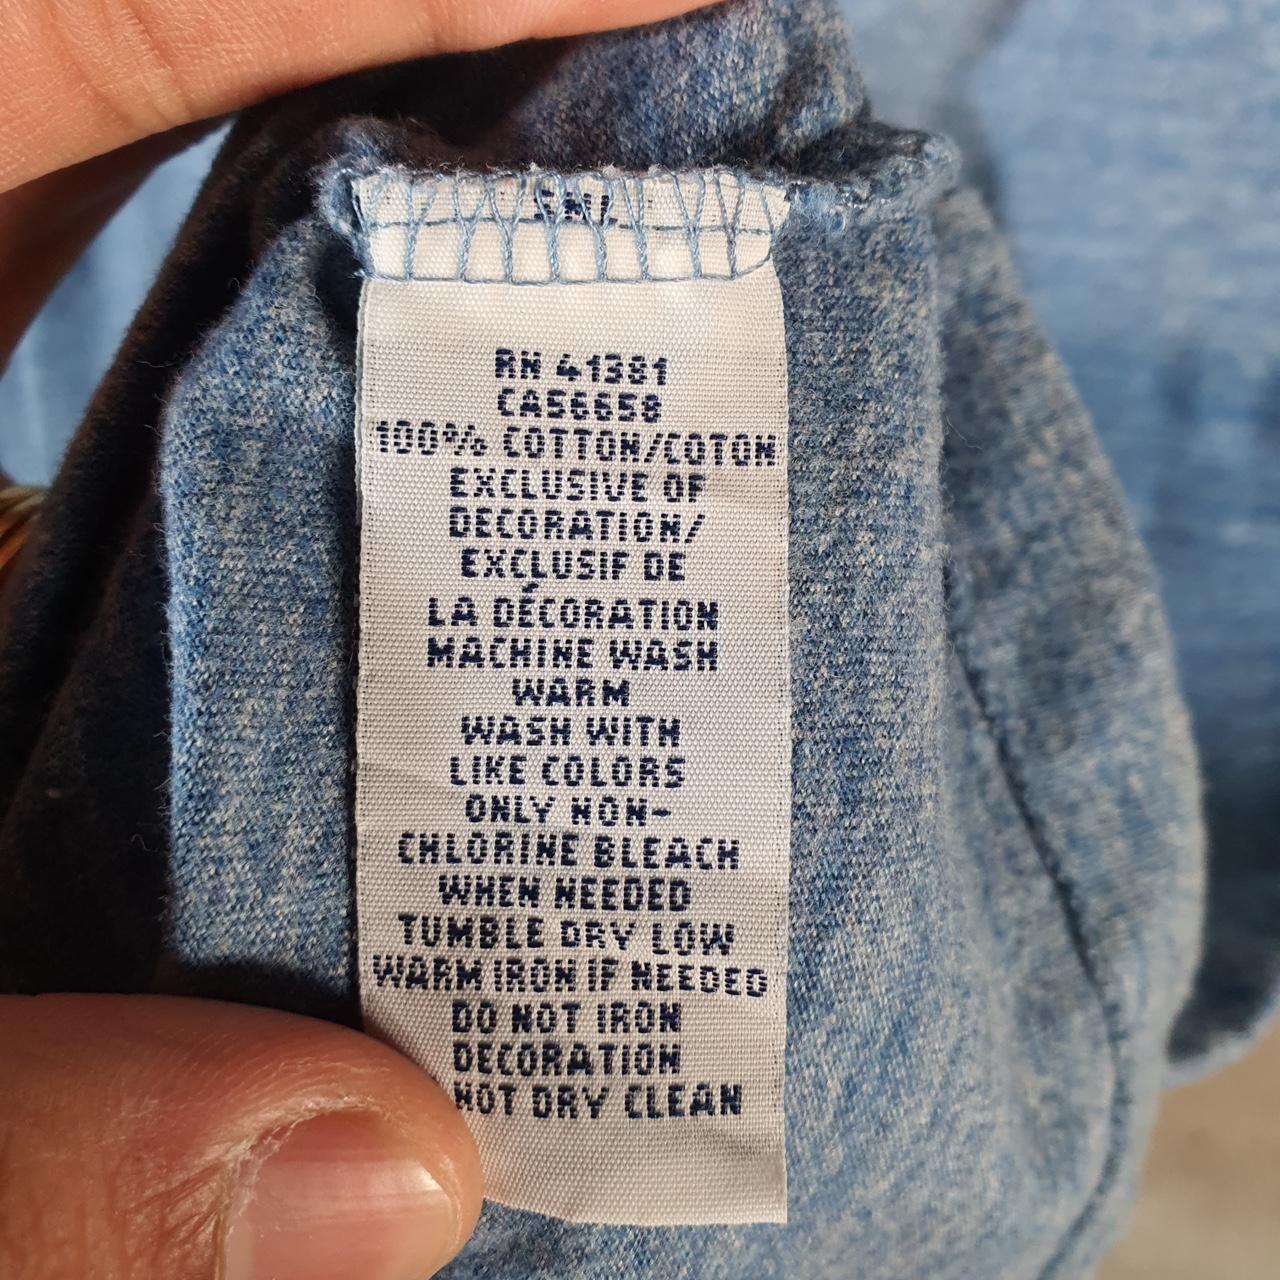 RN 41381
CA56658
100% COTTON/COTON
EXCLUSIVE OF
DECORATION/
EXCLUSIF DE
LA DÉCORATION
MACHINE WASH
WARM
WASH WITH
LIKE COLORS
ONLY NON-
CHLORINE BLEACH
WHEN NEEDED
TUMBLE DRY LOW
WARM IRON IF NEEDED
DO NOT IRON
DECORATION
NOT DRY CLEAN